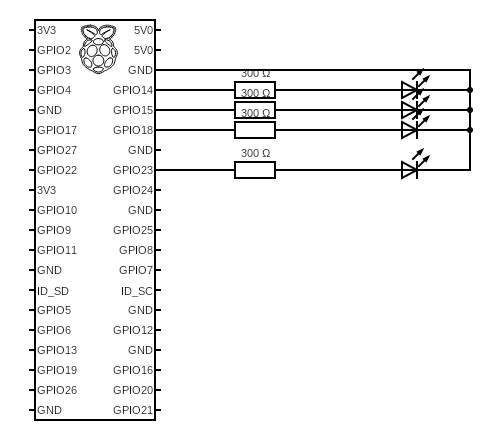 3V3 5V0
GPIO2 5V0
GPIO3 GND
300 Ω
GPIO4 GPIO14
300 Ω
GND GPIO15
300 Ω
GPIO17 GPIO18
GPIO27 GND
300 Ω
GPIO22 GPIO23
3V3 GPIO24
GPIO10 GND
GPIO9 GPIO25
GPIO11 GPIO8
GND GPIO7
ID_SD ID_SC
GPIO5 GND
GPIO6 GPIO12
GPIO13 GND
GPIO19 GPIO16
GPIO26 GPIO20
GND GPIO21